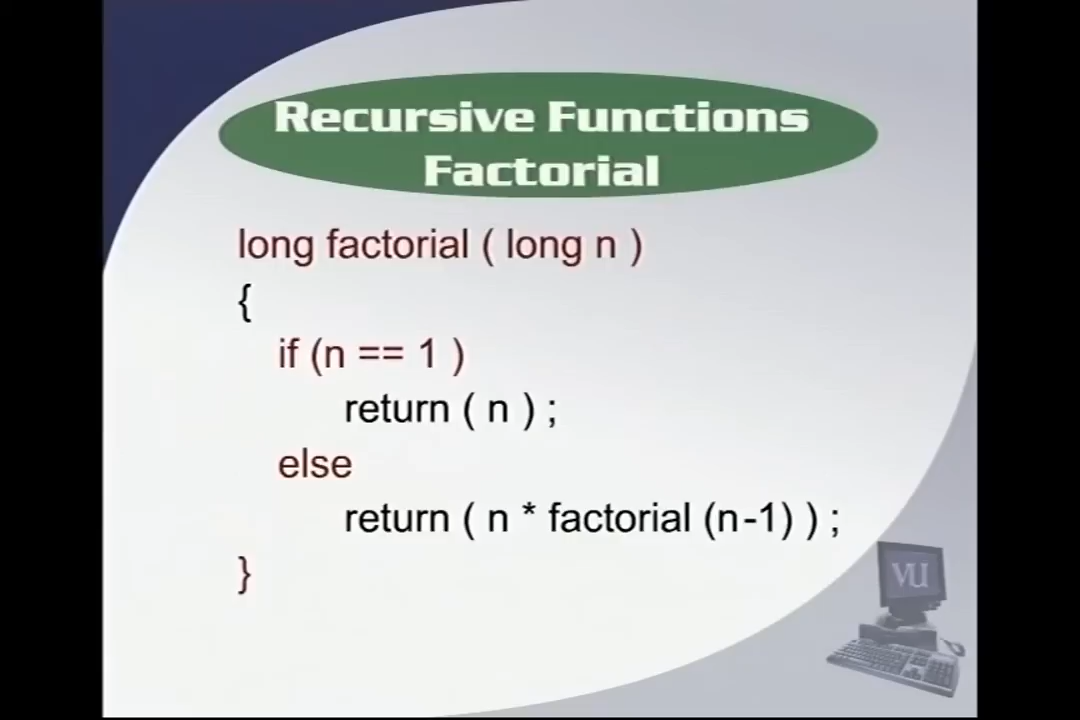 Recursive Functions
Factorial
long factorial ( long n )
{
if (n == 1 )
return ( n ) ;
else
return ( n * factorial (n-1) ) ;
}
VU